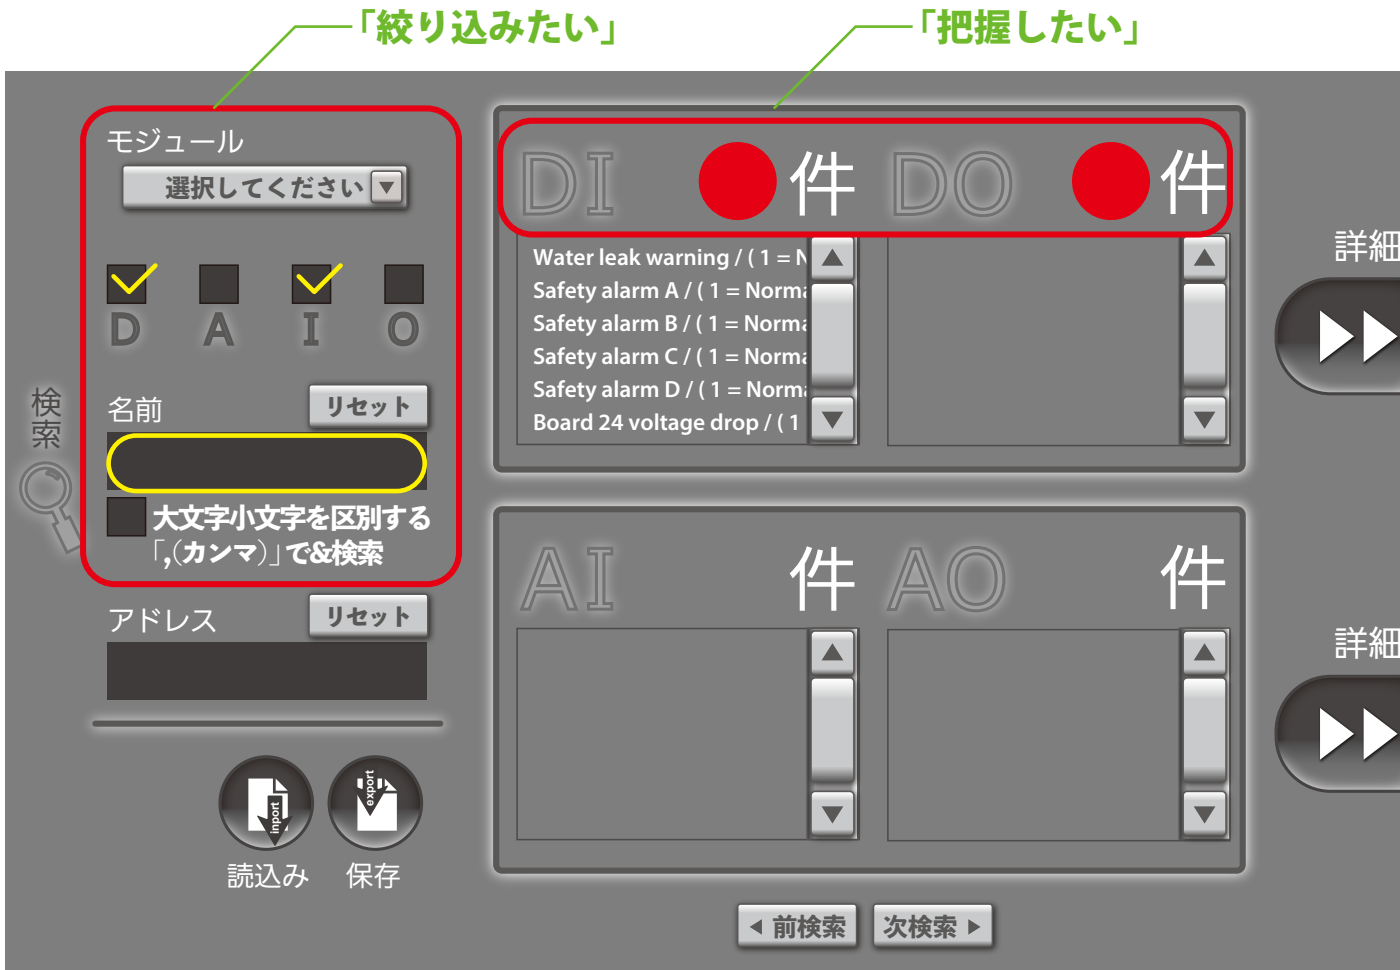 「絞り込みたい」
「把握したい」
モジュール
選択してください
D A I O
検索
名前
リセット
大文字小文字を区別する
「,(カンマ)」で&検索
アドレス
リセット
inport
export
読込み
保存
DI 件 DO 件
Water leak warning / ( 1 = N
Safety alarm A / ( 1 = Norma
Safety alarm B / ( 1 = Norma
Safety alarm C / ( 1 = Norma
Safety alarm D / ( 1 = Norma
Board 24 voltage drop / ( 1
詳細
AI 件 AO 件
詳細
前検索
次検索